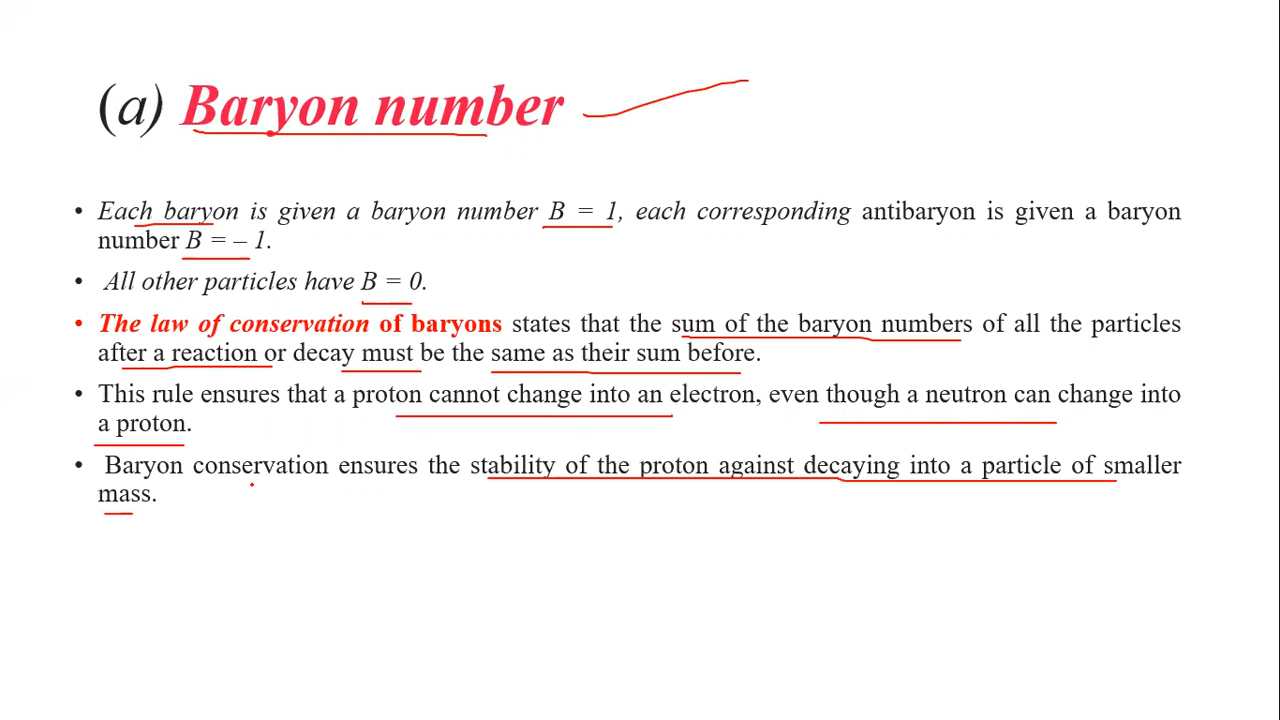 (a) Baryon number
• Each baryon is given a baryon number B = 1, each corresponding antibaryon is given a baryon
number B = – 1.
• All other particles have B = 0.
• The law of conservation of baryons states that the sum of the baryon numbers of all the particles
after a reaction or decay must be the same as their sum before.
• This rule ensures that a proton cannot change into an electron, even though a neutron can change into
a proton.
• Baryon conservation ensures the stability of the proton against decaying into a particle of smaller
mass.